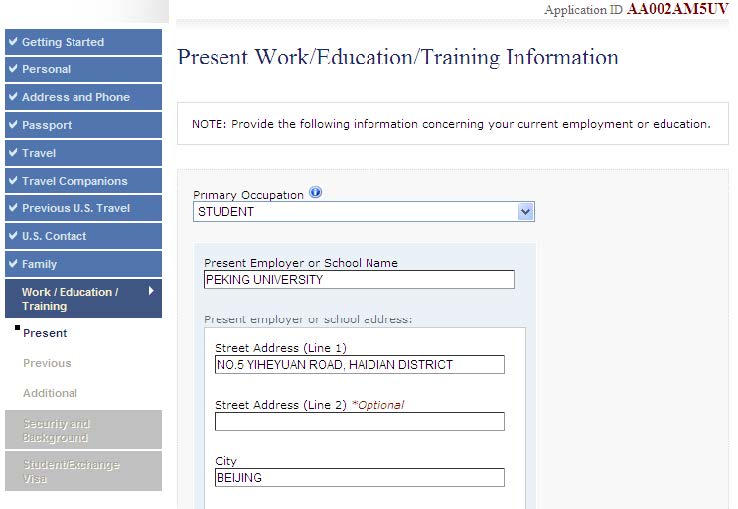 Application ID AA002AM5UV
Getting Started
Personal
Address and Phone
Passport
Travel
Travel Companions
Previous U.S. Travel
U.S. Contact
Family
Work / Education /
Training
Present
Previous
Additional
Security and
Background
Student/Exchange
Visa
Present Work/Education/Training Information
NOTE: Provide the following information concerning your current employment or education.
Primary Occupation
STUDENT
Present Employer or School Name
PEKING UNIVERSITY
Present employer or school address:
Street Address (Line 1)
NO.5 YIHEYUAN ROAD, HAIDIAN DISTRICT
Street Address (Line 2) *Optional
City
BEIJING